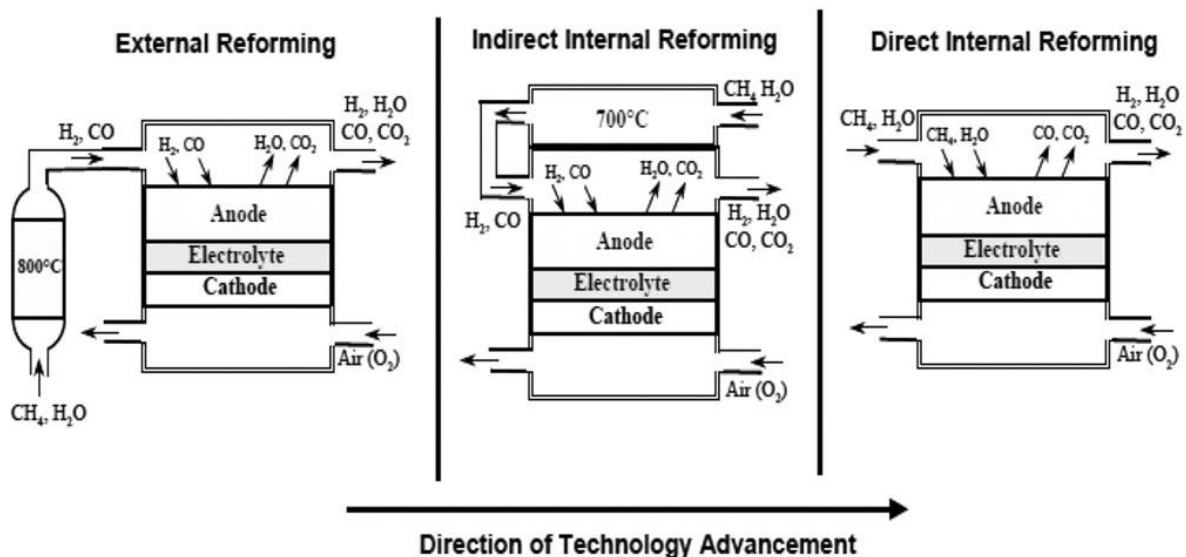 External Reforming
H₂, CO
H₂, H₂O
CO, CO₂
H₂, CO
H₂O, CO₂
Anode
Electrolyte
Cathode
800°C
Air (O₂)
CH₄, H₂O
Indirect Internal Reforming
CH₄ H₂O
700°C
H₂, CO
H₂O, CO₂
H₂, CO
H₂, H₂O
CO, CO₂
Anode
Electrolyte
Cathode
Air (O₂)
Direct Internal Reforming
H₂, H₂O
CO, CO₂
CH₄, H₂O
CH₄, H₂O
CO, CO₂
Anode
Electrolyte
Cathode
Air (O₂)
Direction of Technology Advancement